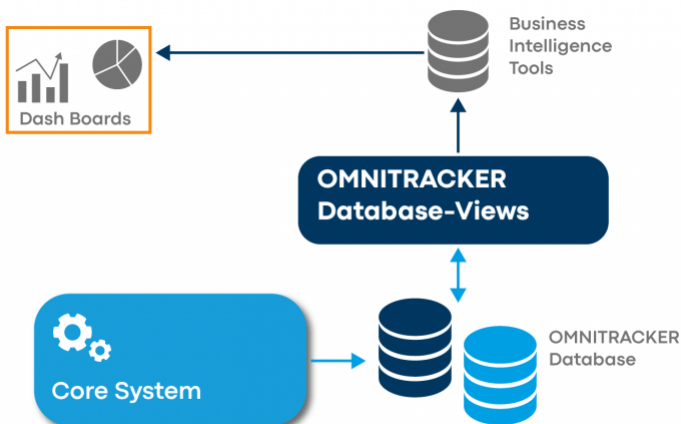 Business
Intelligence
Tools
Dash Boards
OMNITRACKER
Database-Views
OMNITRACKER
Database
Core System